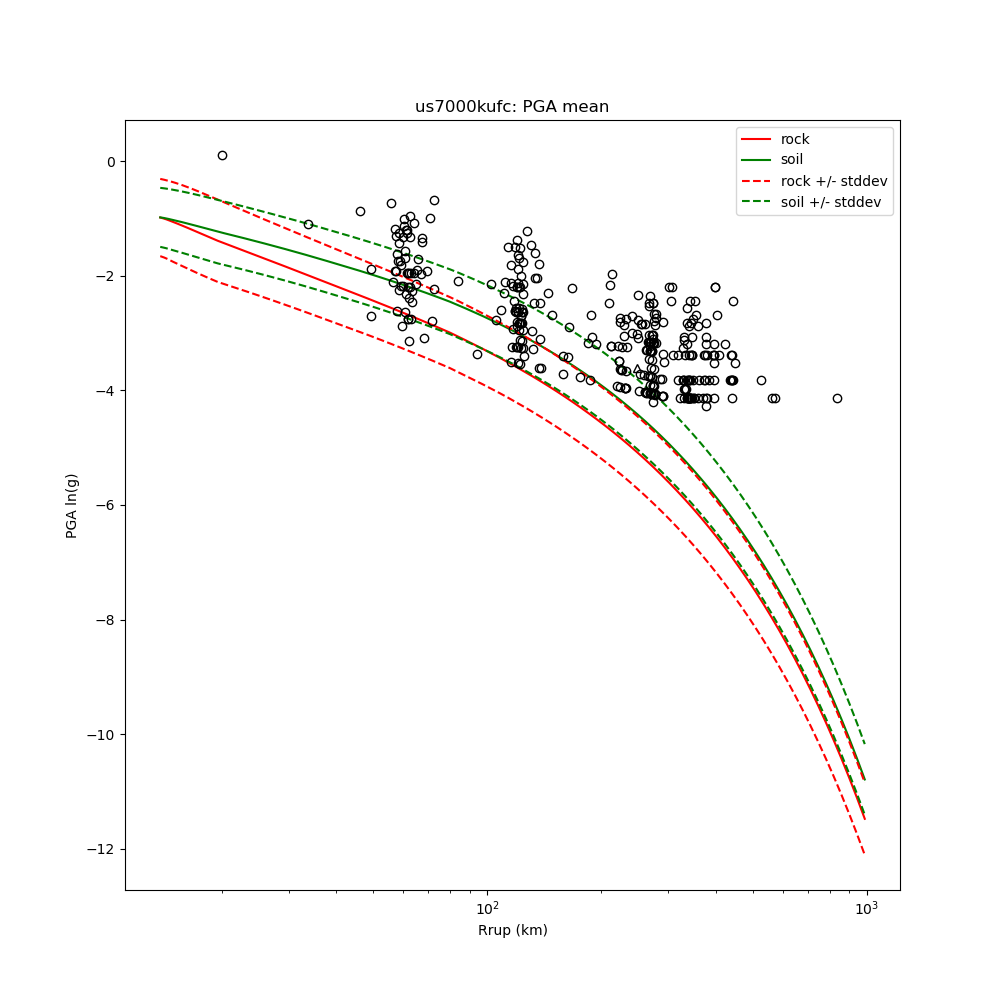 us7000kufc: PGA mean
rock
soil
rock +/- stddev
soil +/- stddev
0
−2
−4
−6
−8
−10
−12
PGA ln(g)
10²
10³
Rrup (km)